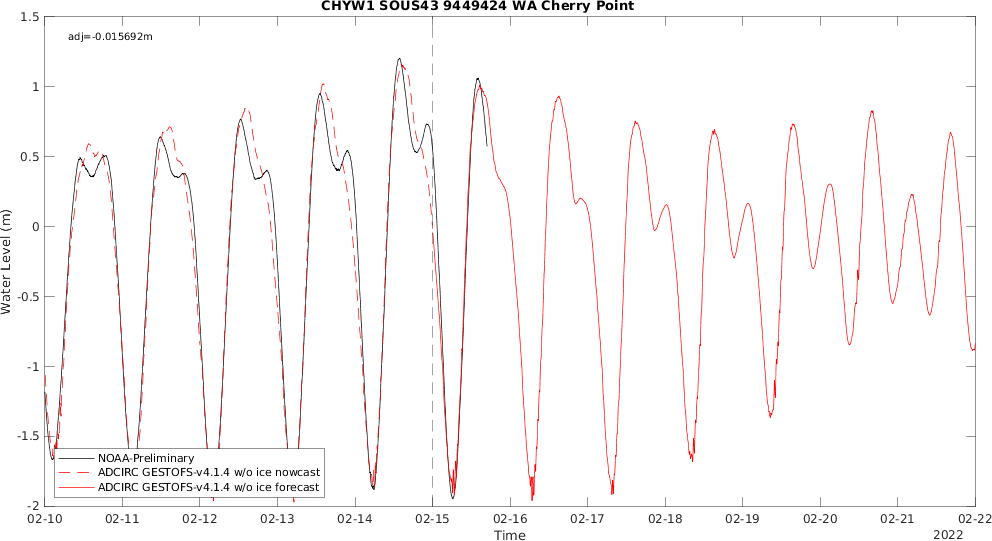 CHYW1 SOUS43 9449424 WA Cherry Point
adj=-0.015692m
1.5
1
0.5
0
-0.5
-1
-1.5
-2
Water Level (m)
NOAA-Preliminary
ADCIRC GESTOFS-v4.1.4 w/o ice nowcast
ADCIRC GESTOFS-v4.1.4 w/o ice forecast
02-10 02-11 02-12 02-13 02-14 02-15 02-16 02-17 02-18 02-19 02-20 02-21 02-22
Time
2022